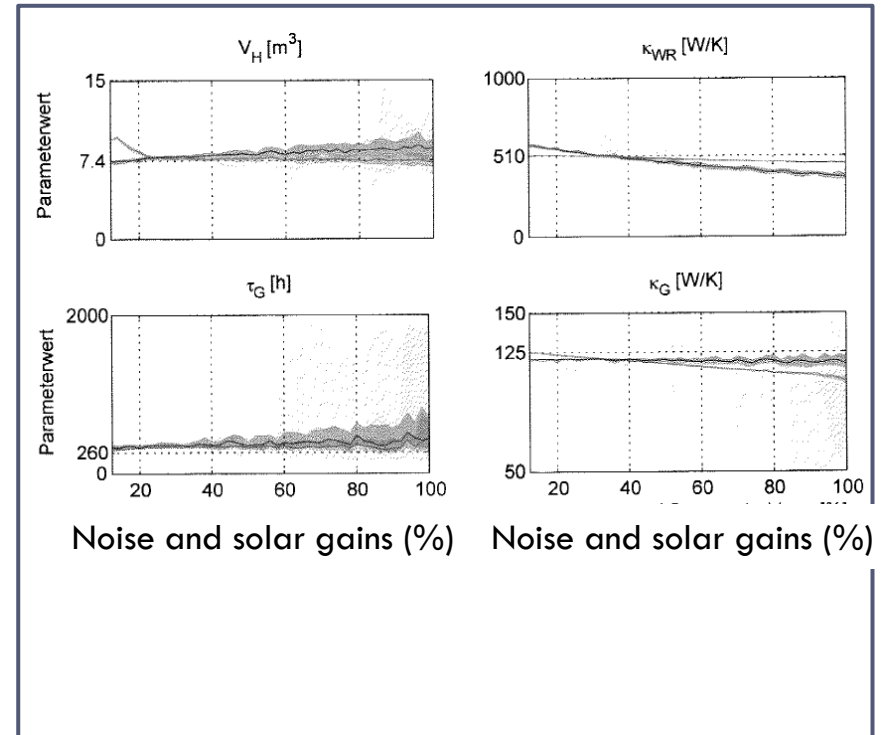 V_H [m³]
κ_WR [W/K]
Parameterwert
15
7.4
0
1000
510
0
τ_G [h]
κ_G [W/K]
Parameterwert
2000
260
0
20 40 60 80 100
150
125
50
20 40 60 80 100
Noise and solar gains (%)
Noise and solar gains (%)